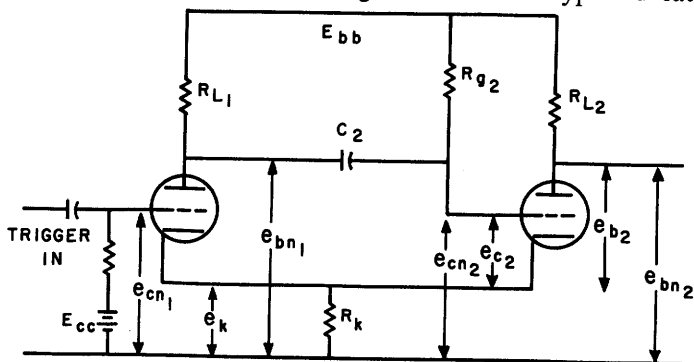 E bb
R L1
R g2
R L2
C 2
TRIGGER
IN
E cc
e cn1
e k
e bn1
R k
e cn2
e c2
e b2
e bn2